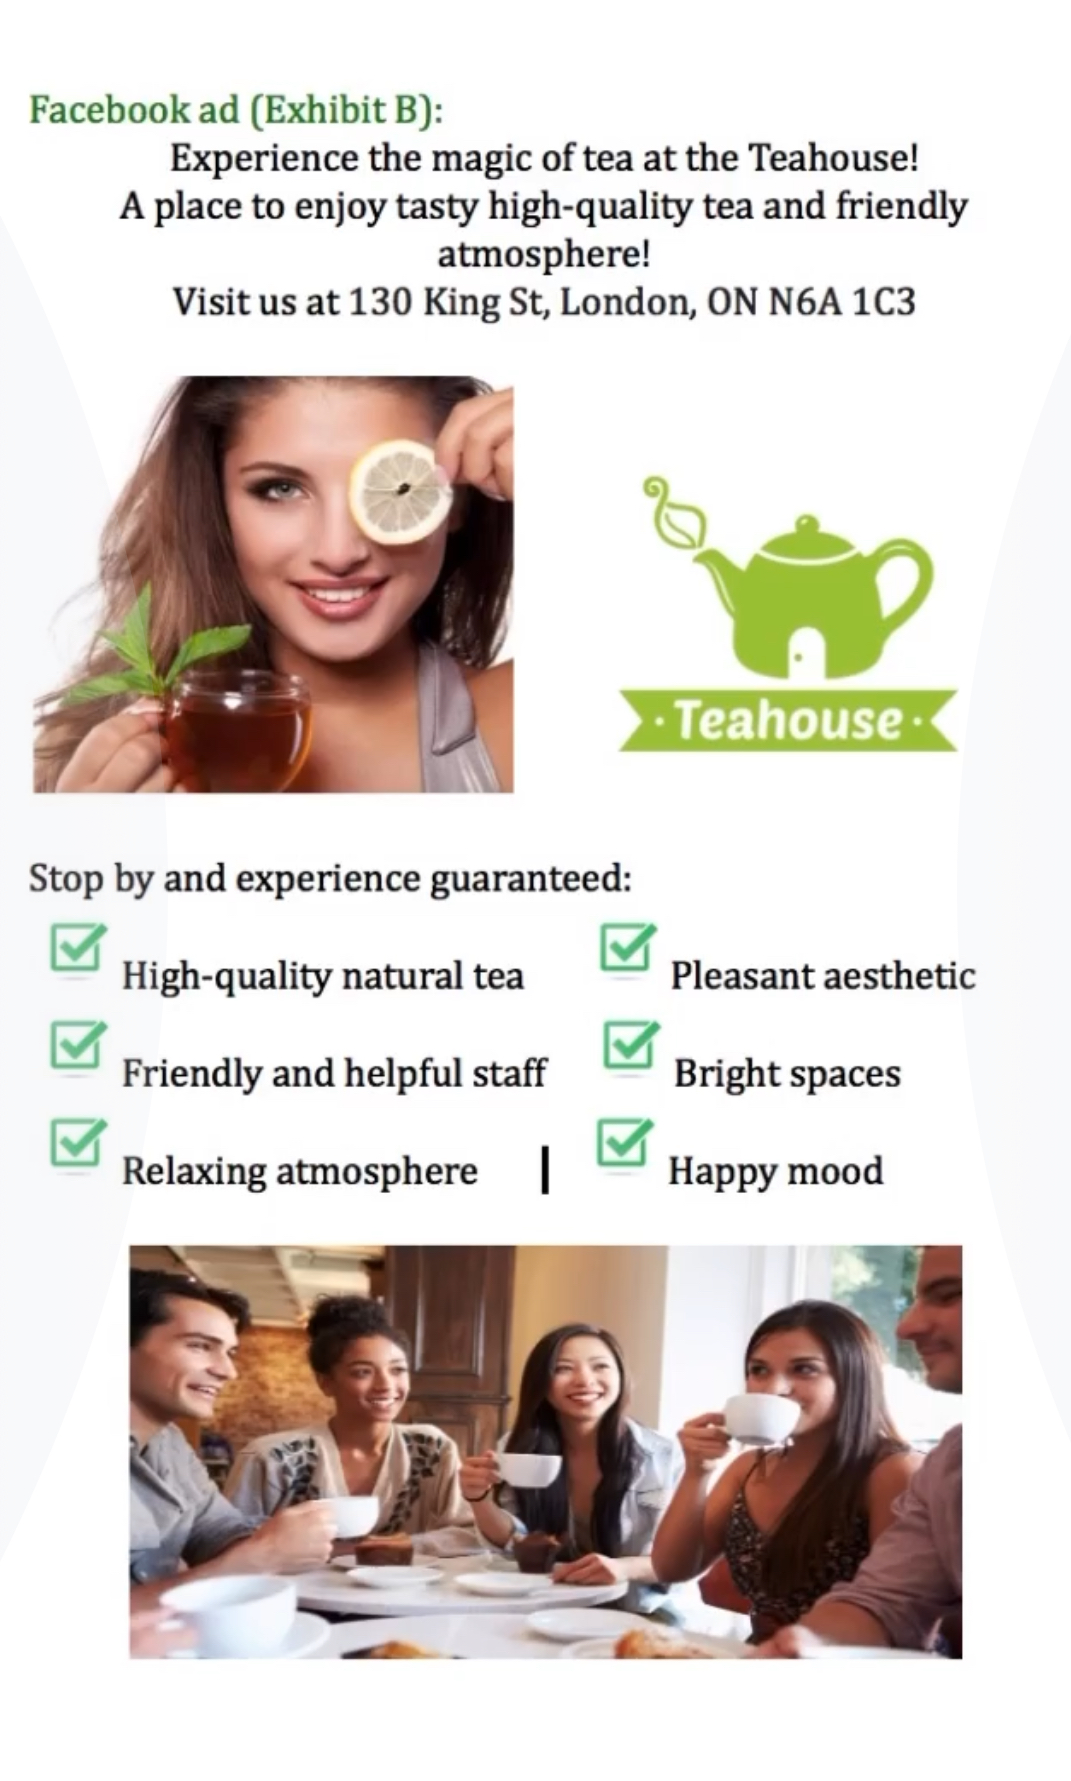 Facebook ad (Exhibit B):
Experience the magic of tea at the Teahouse!
A place to enjoy tasty high-quality tea and friendly
atmosphere!
Visit us at 130 King St, London, ON N6A 1C3
· Teahouse ·
Stop by and experience guaranteed:
High-quality natural tea
Pleasant aesthetic
Friendly and helpful staff
Bright spaces
Relaxing atmosphere
Happy mood